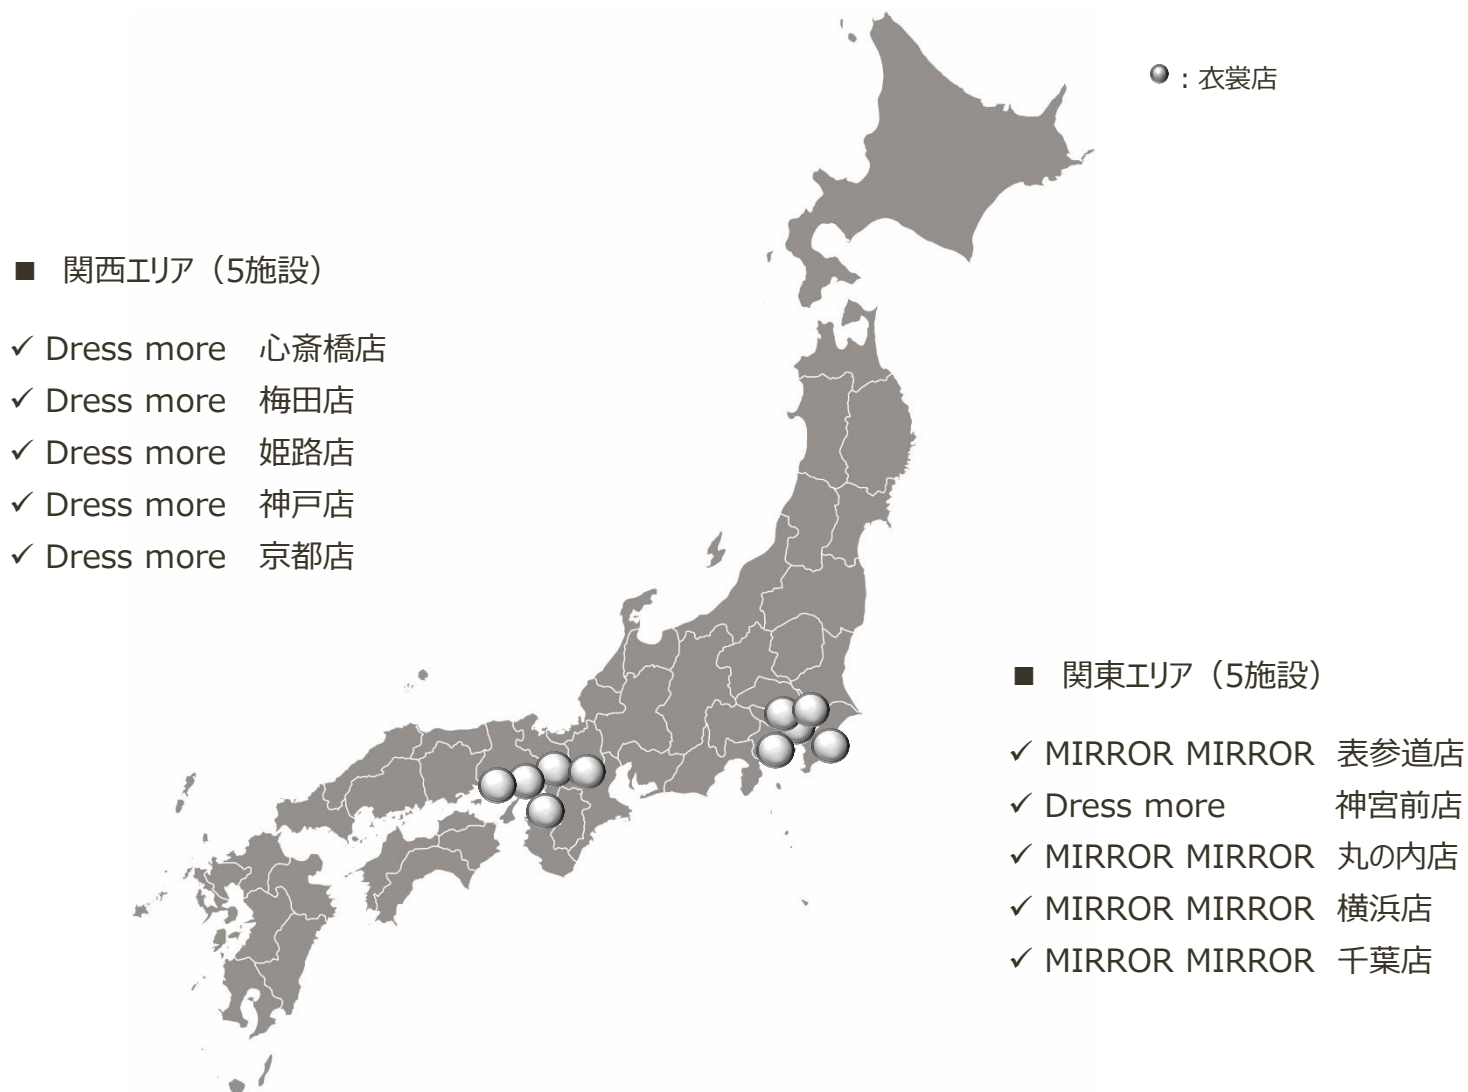 ：衣裳店
■ 関西エリア（5施設）
✓ Dress more 心斎橋店
✓ Dress more 梅田店
✓ Dress more 姫路店
✓ Dress more 神戸店
✓ Dress more 京都店
■ 関東エリア（5施設）
✓ MIRROR MIRROR 表参道店
✓ Dress more 神宮前店
✓ MIRROR MIRROR 丸の内店
✓ MIRROR MIRROR 横浜店
✓ MIRROR MIRROR 千葉店